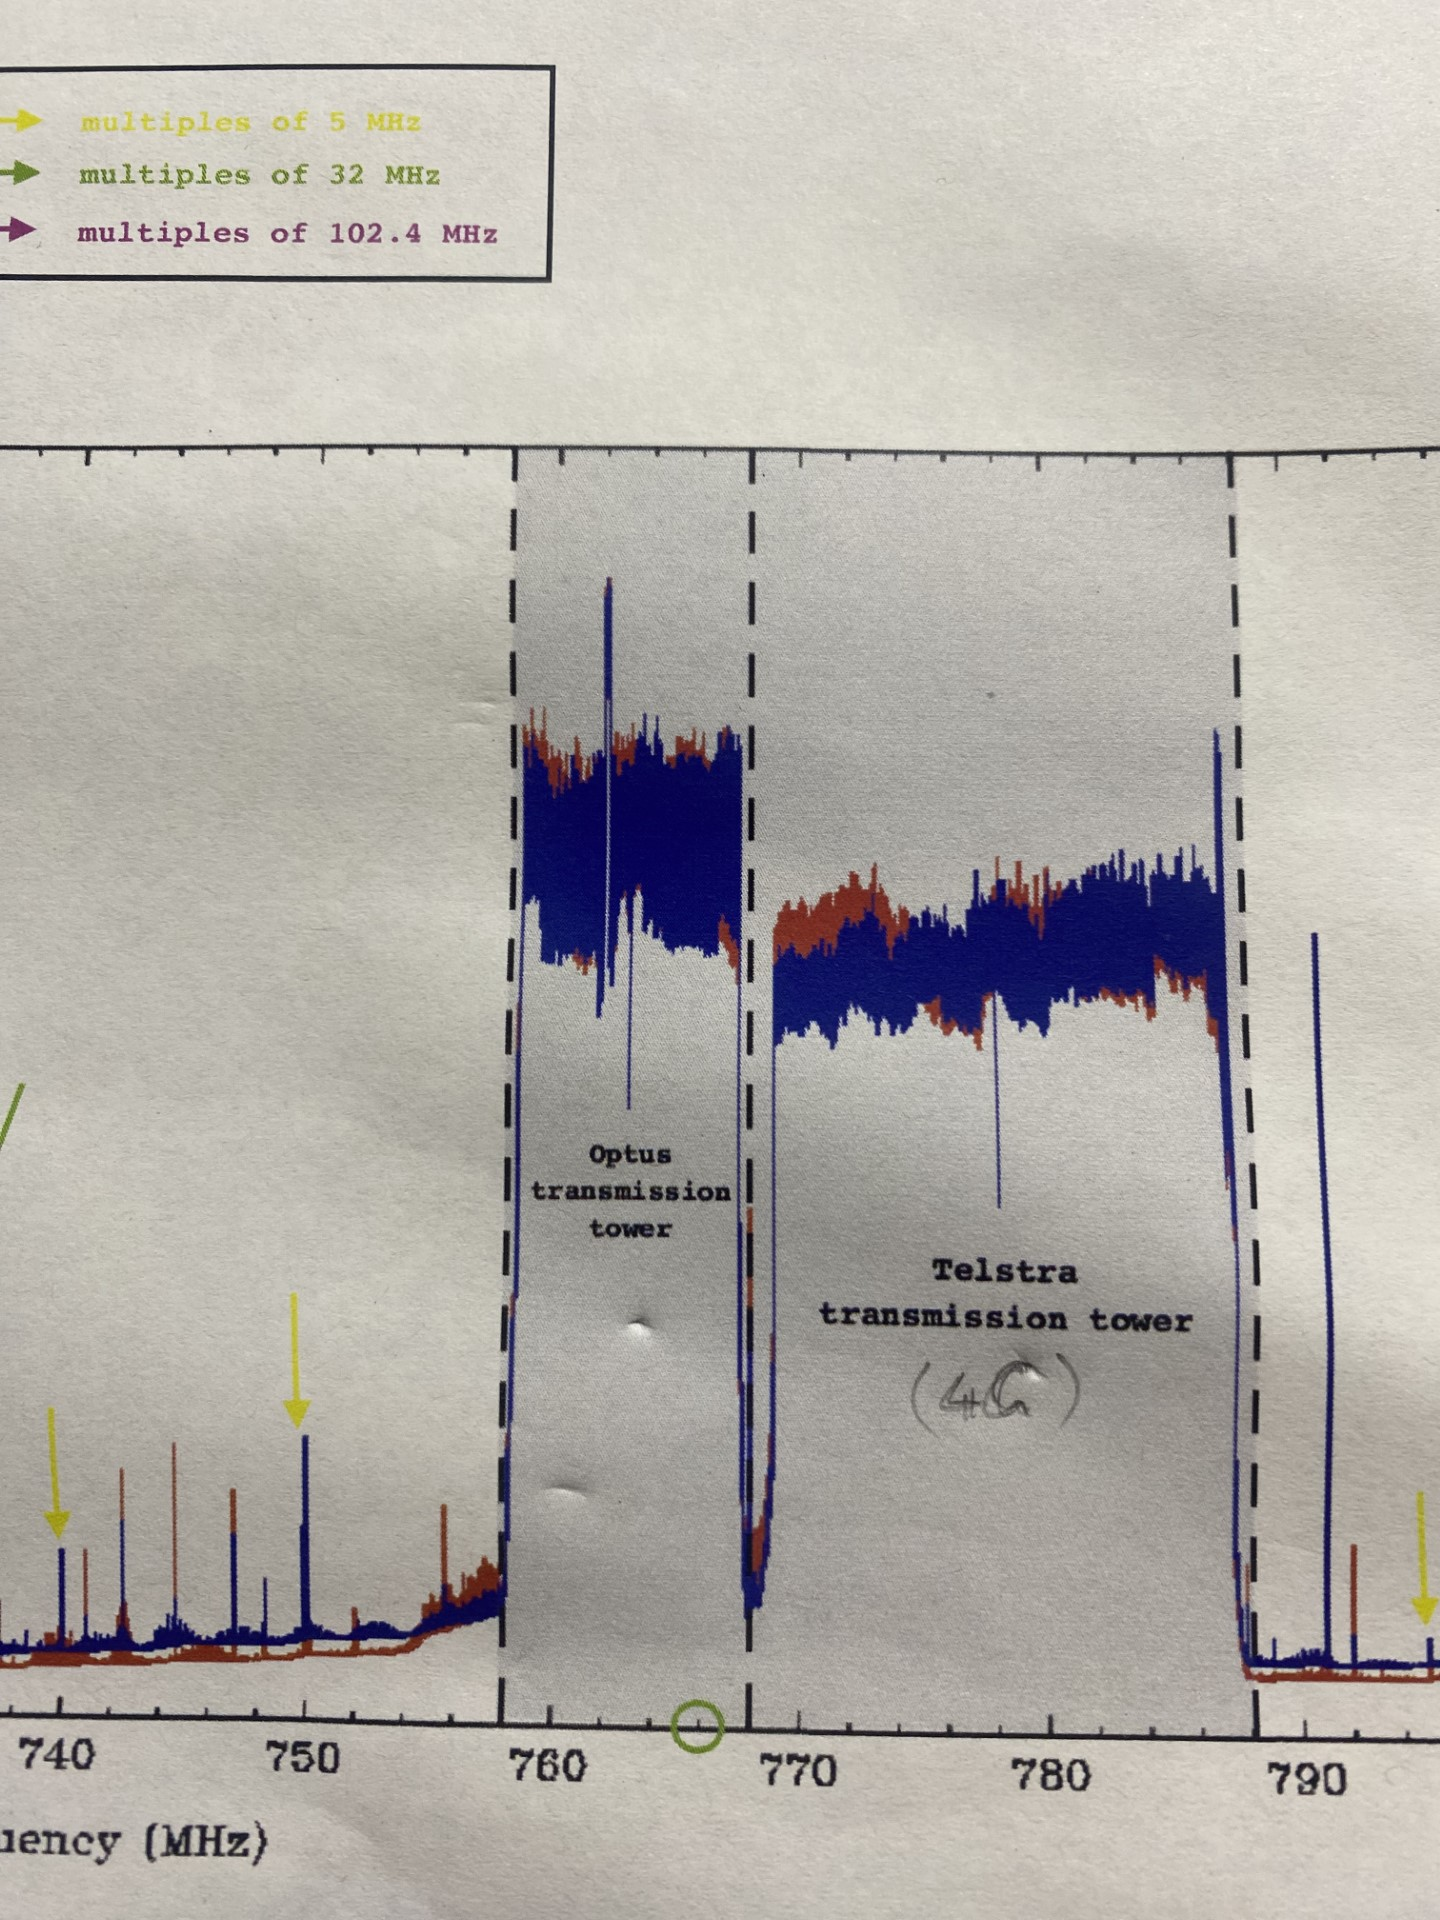 multiples of 5 MHz
multiples of 32 MHz
multiples of 102.4 MHz
Optus
transmission
tower
Telstra
transmission tower
(4G)
740 750 760 770 780 790
(MHz)